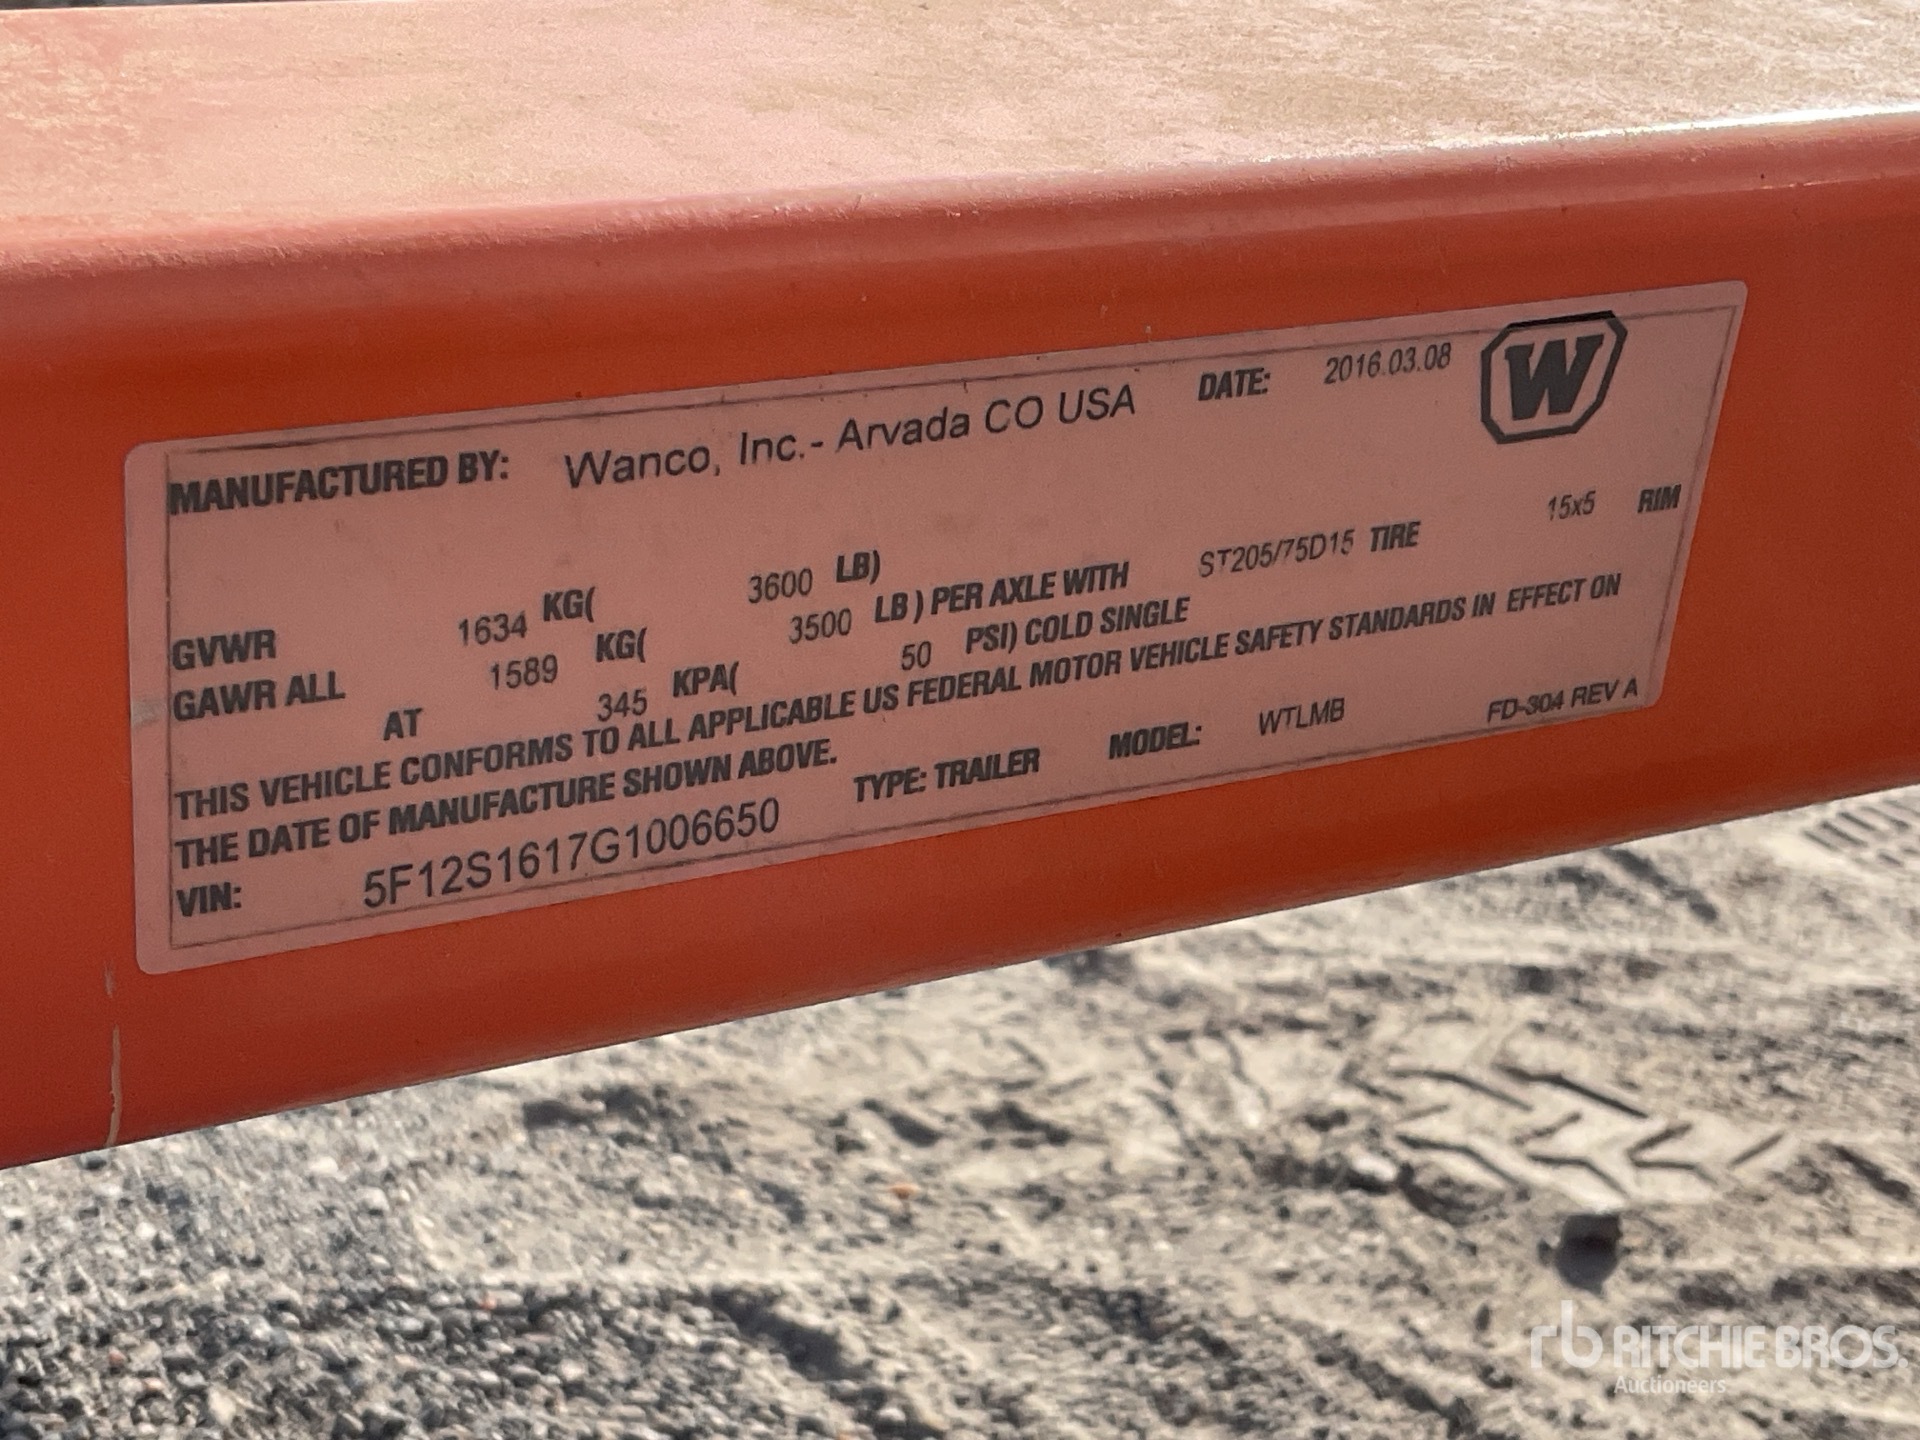 MANUFACTURED BY: Wanco, Inc.- Arvada CO USA DATE: 2016.03.08 W
GVWR 1634 KG( 3600 LB)
GAWR ALL 1589 KG( 3500 LB ) PER AXLE WITH ST205/75D15 TIRE 15x5 RIM
AT 345 KPA( 50 PSI) COLD SINGLE
THIS VEHICLE CONFORMS TO ALL APPLICABLE US FEDERAL MOTOR VEHICLE SAFETY STANDARDS IN EFFECT ON
THE DATE OF MANUFACTURE SHOWN ABOVE.
VIN: 5F12S1617G1006650 TYPE: TRAILER MODEL: WTLMB FD-304 REV A
rb RITCHIE BROS.
Auctioneers